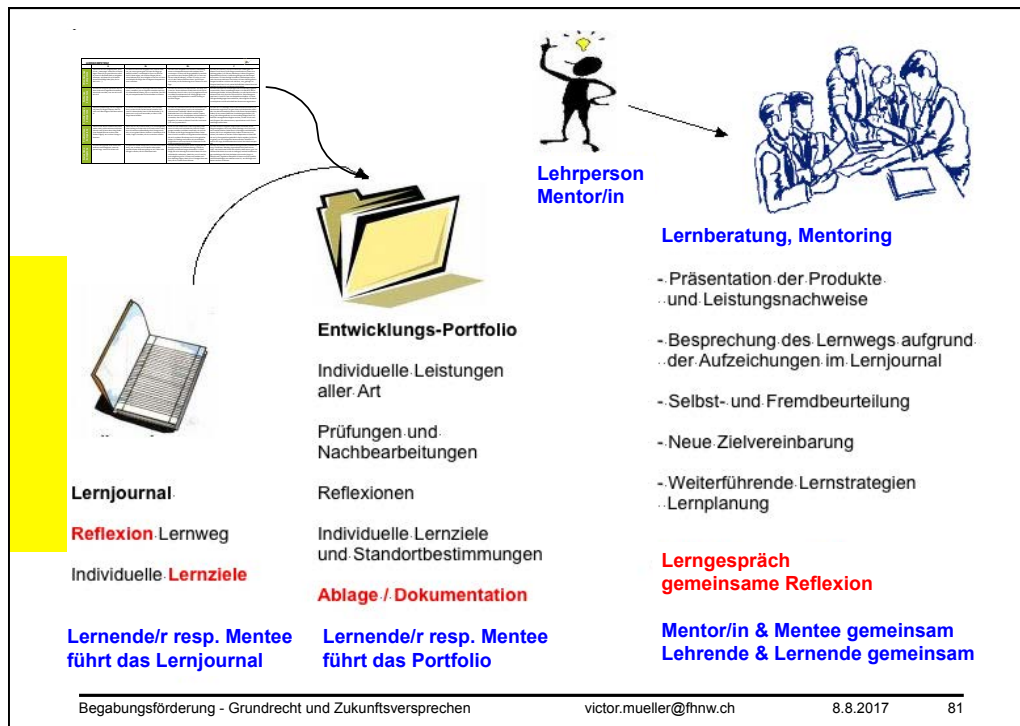 Lehrperson
Mentor/in
Lernberatung, Mentoring
- Präsentation der Produkte
und Leistungsnachweise
- Besprechung des Lernwegs aufgrund
der Aufzeichungen im Lernjournal
- Selbst- und Fremdbeurteilung
- Neue Zielvereinbarung
- Weiterführende Lernstrategien
Lernplanung
Lerngespräch
gemeinsame Reflexion
Mentor/in & Mentee gemeinsam
Lehrende & Lernende gemeinsam
Entwicklungs-Portfolio
Individuelle Leistungen
aller Art
Prüfungen und
Nachbearbeitungen
Reflexionen
Individuelle Lernziele
und Standortbestimmungen
Ablage / Dokumentation
Lernende/r resp. Mentee
führt das Portfolio
Lernjournal
Reflexion Lernweg
Individuelle Lernziele
Lernende/r resp. Mentee
führt das Lernjournal
Begabungsförderung - Grundrecht und Zukunftsversprechen victor.mueller@fhnw.ch 8.8.2017 81